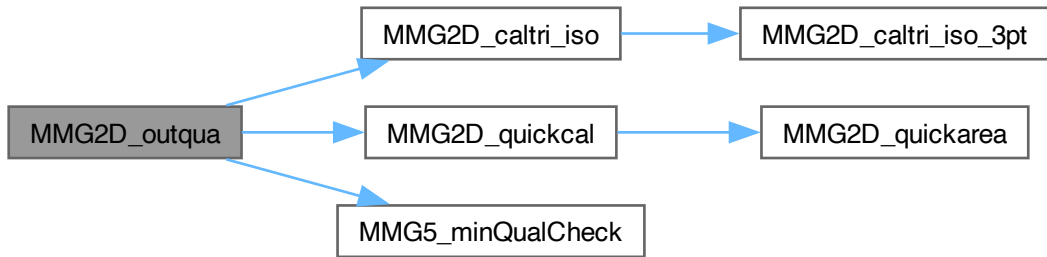 MMG2D_caltri_iso
MMG2D_caltri_iso_3pt
MMG2D_outqua
MMG2D_quickcal
MMG2D_quickarea
MMG5_minQualCheck